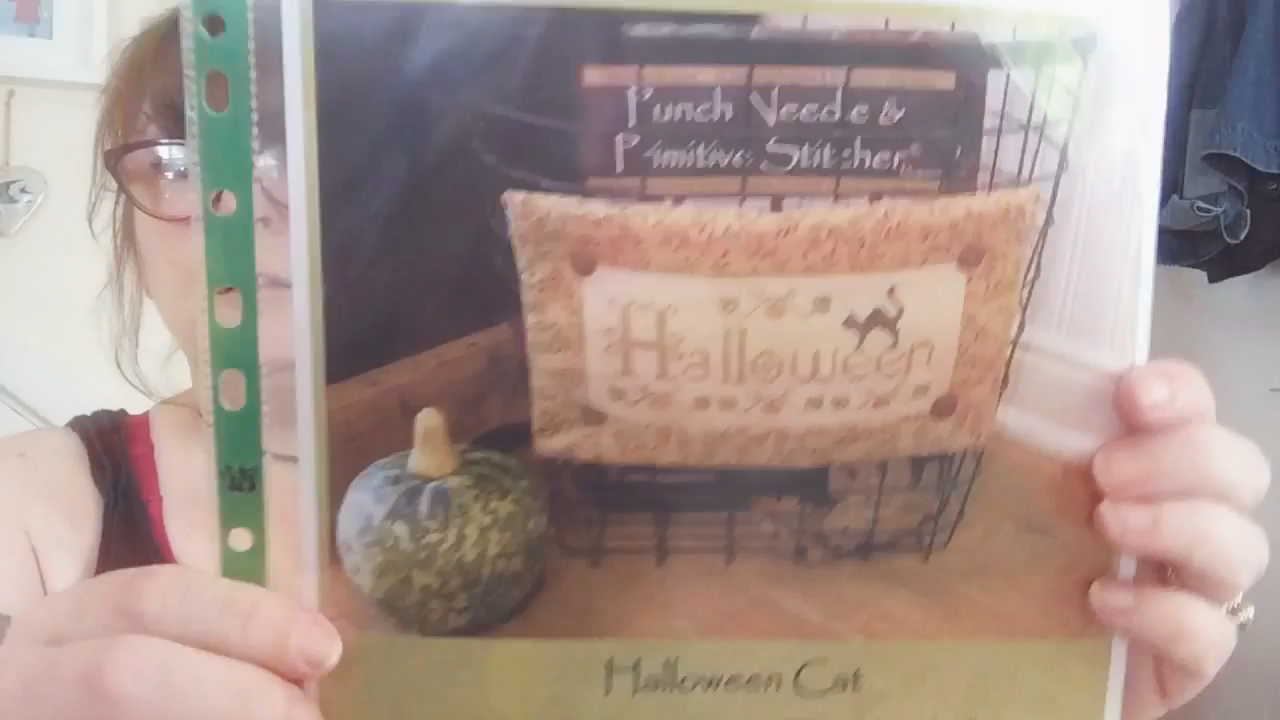 Punch Needle &
Primitive Stitcher
Halloween
Halloween Cat